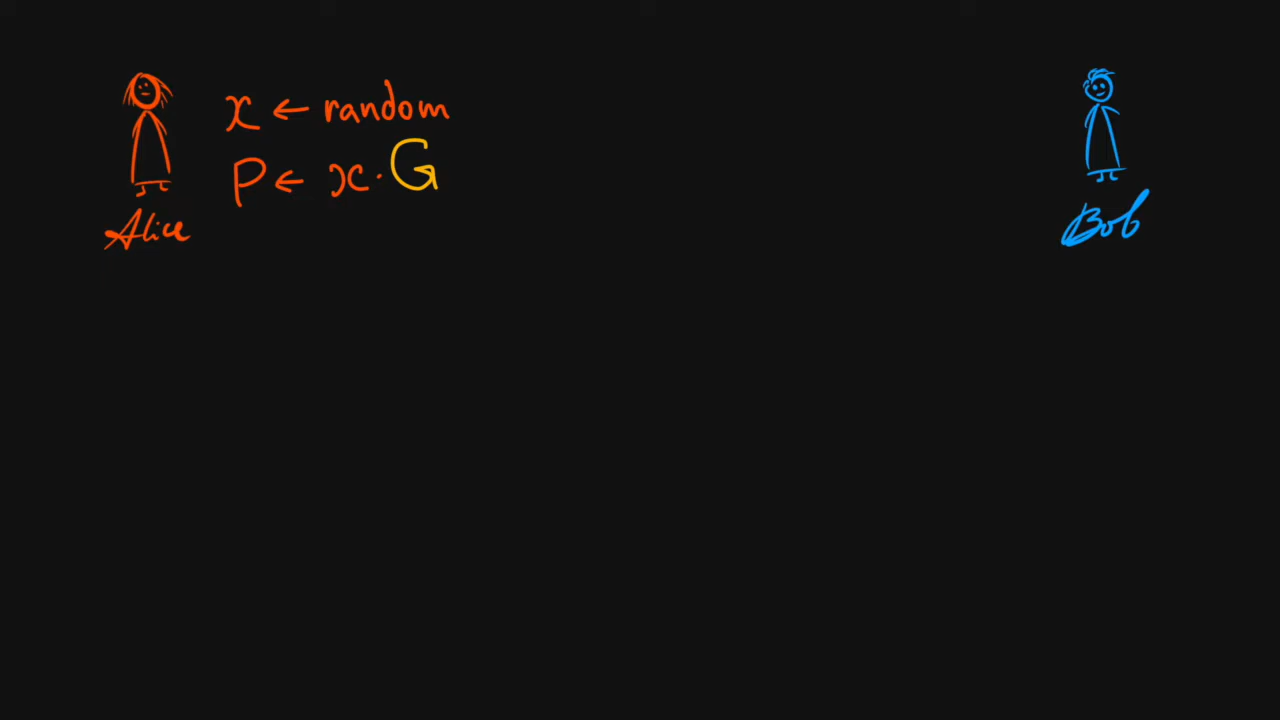 x ← random
P ← x · G
Alice
Bob